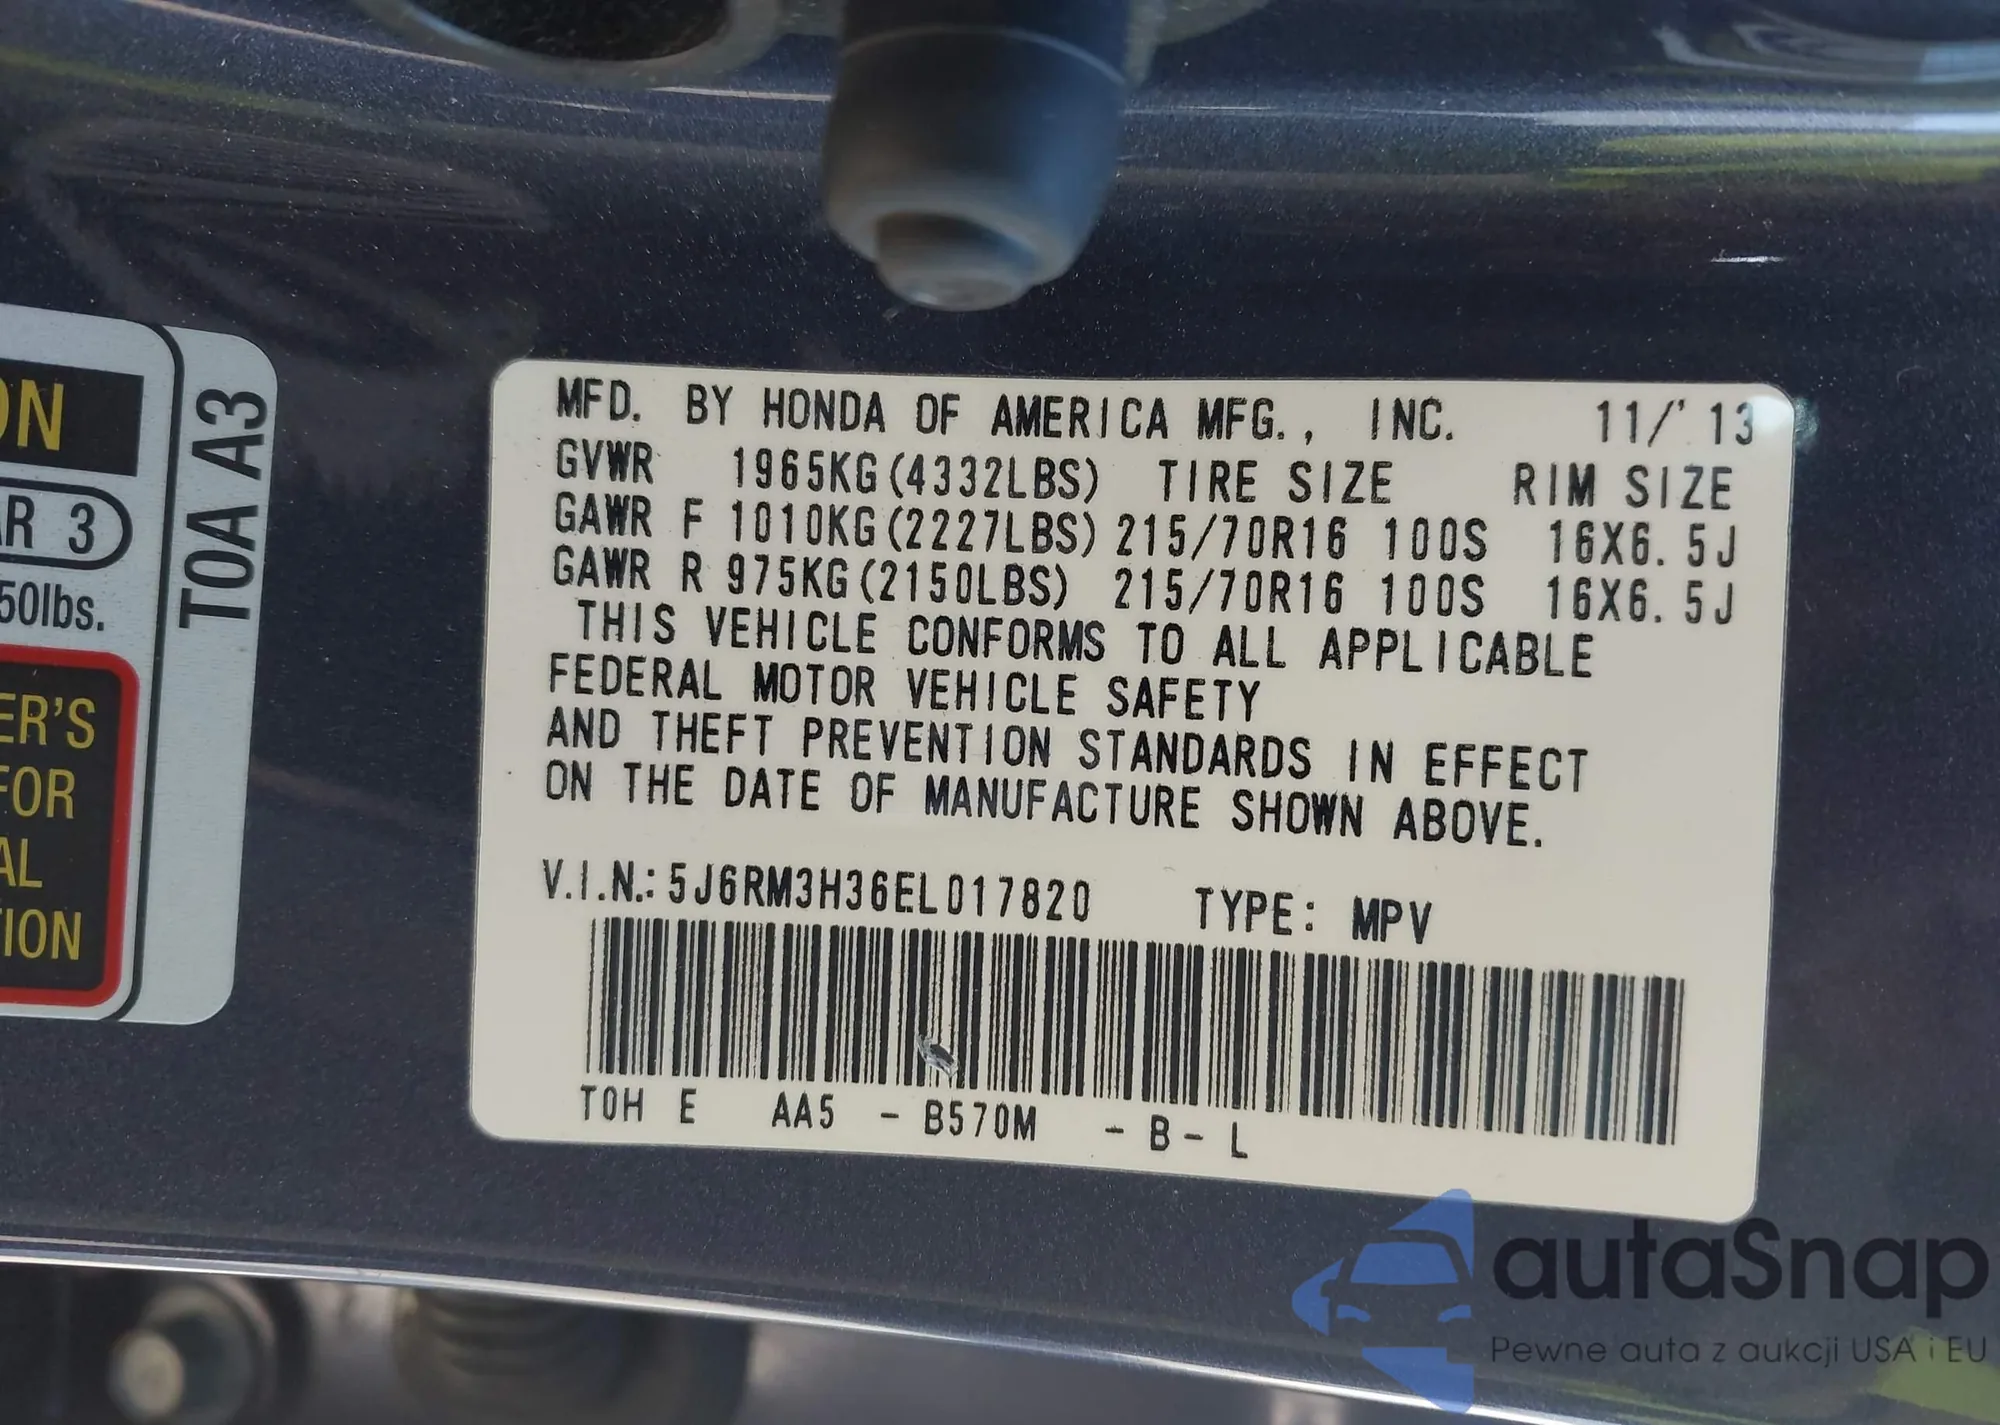 ON
AR 3
50lbs.
ER'S
FOR
AL
TION
T0A A3
MFD. BY HONDA OF AMERICA MFG., INC. 11/'13
GVWR 1965KG(4332LBS) TIRE SIZE RIM SIZE
GAWR F 1010KG(2227LBS) 215/70R16 100S 16X6.5J
GAWR R 975KG(2150LBS) 215/70R16 100S 16X6.5J
THIS VEHICLE CONFORMS TO ALL APPLICABLE
FEDERAL MOTOR VEHICLE SAFETY
AND THEFT PREVENTION STANDARDS IN EFFECT
ON THE DATE OF MANUFACTURE SHOWN ABOVE.
V.I.N.: 5J6RM3H36EL017820 TYPE: MPV
T0H E AA5 - B570M - B - L
autaSnap
Pewne auta z aukcji USA i EU